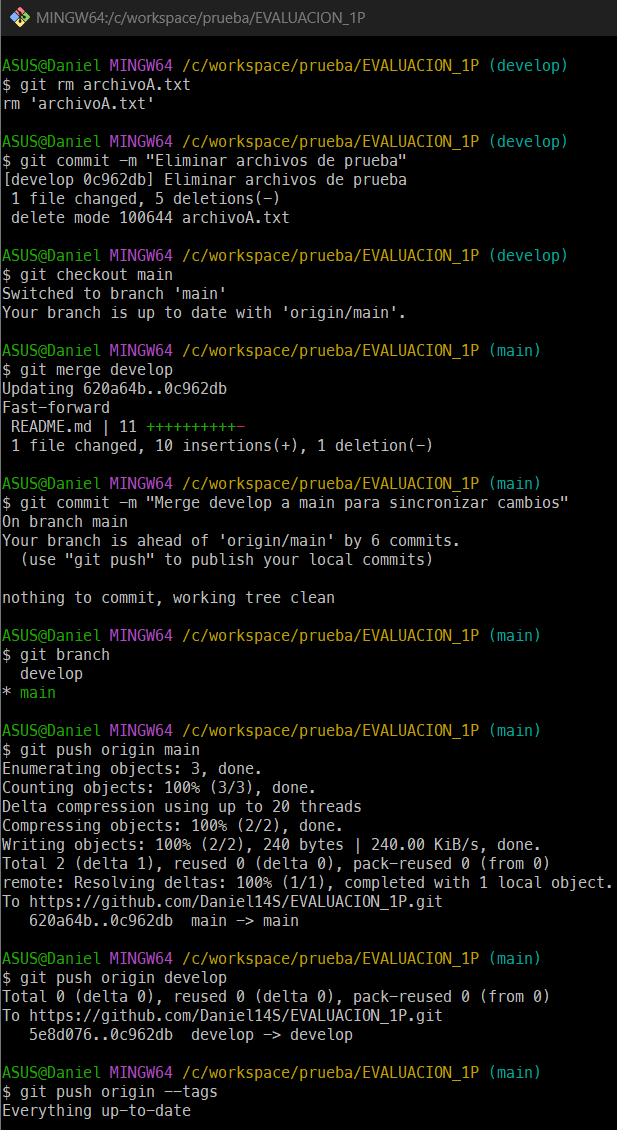 MINGW64:/c/workspace/prueba/EVALUACION_1P
ASUS@Daniel MINGW64 /c/workspace/prueba/EVALUACION_1P (develop)
$ git rm archivoA.txt
rm 'archivoA.txt'
ASUS@Daniel MINGW64 /c/workspace/prueba/EVALUACION_1P (develop)
$ git commit -m "Eliminar archivos de prueba"
[develop 0c962db] Eliminar archivos de prueba
 1 file changed, 5 deletions(-)
 delete mode 100644 archivoA.txt
ASUS@Daniel MINGW64 /c/workspace/prueba/EVALUACION_1P (develop)
$ git checkout main
Switched to branch 'main'
Your branch is up to date with 'origin/main'.
ASUS@Daniel MINGW64 /c/workspace/prueba/EVALUACION_1P (main)
$ git merge develop
Updating 620a64b..0c962db
Fast-forward
 README.md | 11 ++++++++++-
 1 file changed, 10 insertions(+), 1 deletion(-)
ASUS@Daniel MINGW64 /c/workspace/prueba/EVALUACION_1P (main)
$ git commit -m "Merge develop a main para sincronizar cambios"
On branch main
Your branch is ahead of 'origin/main' by 6 commits.
  (use "git push" to publish your local commits)
nothing to commit, working tree clean
ASUS@Daniel MINGW64 /c/workspace/prueba/EVALUACION_1P (main)
$ git branch
  develop
* main
ASUS@Daniel MINGW64 /c/workspace/prueba/EVALUACION_1P (main)
$ git push origin main
Enumerating objects: 3, done.
Counting objects: 100% (3/3), done.
Delta compression using up to 20 threads
Compressing objects: 100% (2/2), done.
Writing objects: 100% (2/2), 240 bytes | 240.00 KiB/s, done.
Total 2 (delta 1), reused 0 (delta 0), pack-reused 0 (from 0)
remote: Resolving deltas: 100% (1/1), completed with 1 local object.
To https://github.com/Daniel14S/EVALUACION_1P.git
   620a64b..0c962db  main -> main
ASUS@Daniel MINGW64 /c/workspace/prueba/EVALUACION_1P (main)
$ git push origin develop
Total 0 (delta 0), reused 0 (delta 0), pack-reused 0 (from 0)
To https://github.com/Daniel14S/EVALUACION_1P.git
   5e8d076..0c962db  develop -> develop
ASUS@Daniel MINGW64 /c/workspace/prueba/EVALUACION_1P (main)
$ git push origin --tags
Everything up-to-date